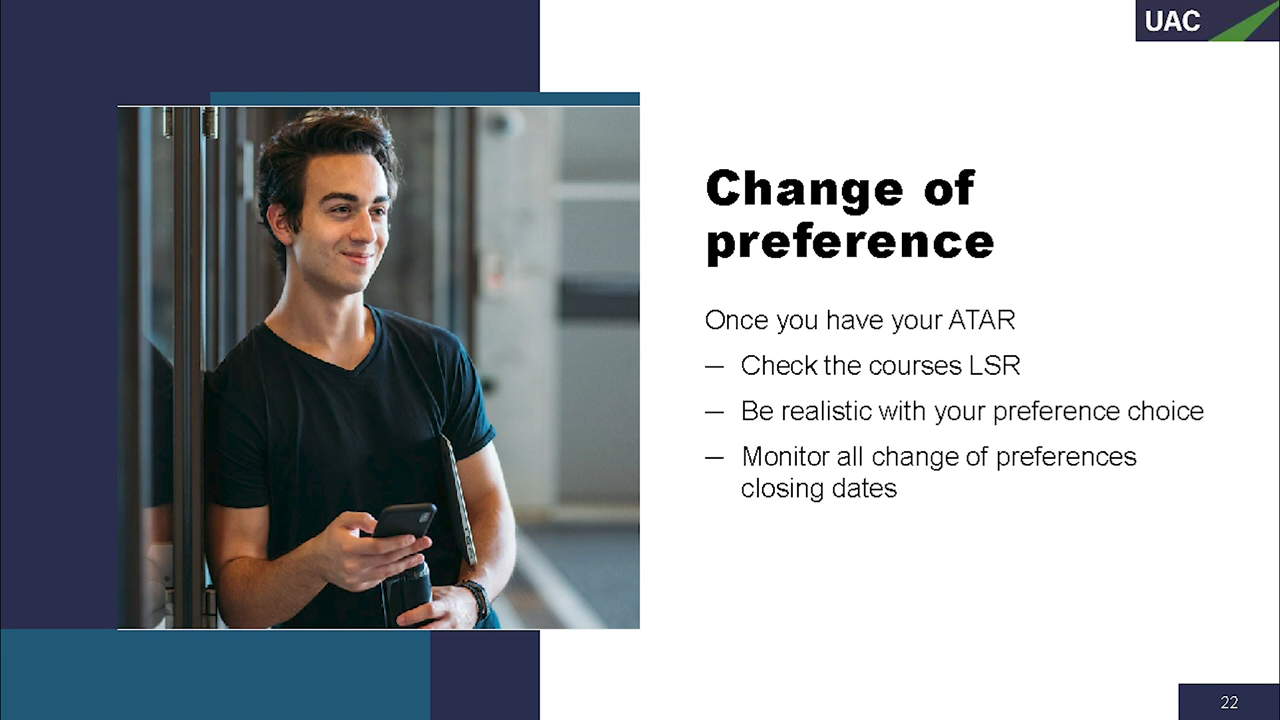 UAC
Change of
preference
Once you have your ATAR
— Check the courses LSR
— Be realistic with your preference choice
— Monitor all change of preferences
closing dates
22